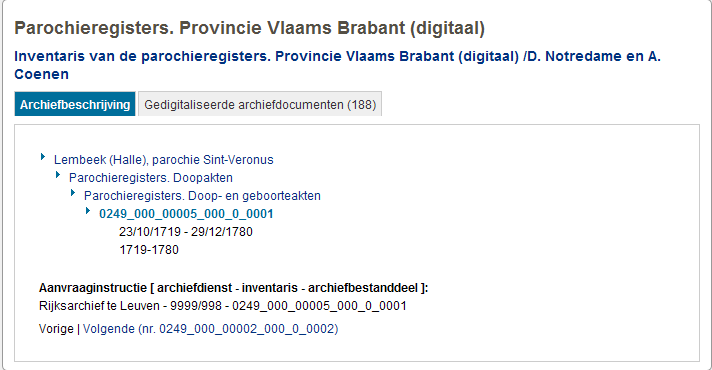 Parochieregisters. Provincie Vlaams Brabant (digitaal)
Inventaris van de parochieregisters. Provincie Vlaams Brabant (digitaal) /D. Notredame en A.
Coenen
Archiefbeschrijving Gedigitaliseerde archiefdocumenten (188)
Lembeek (Halle), parochie Sint-Veronus
Parochieregisters. Doopakten
Parochieregisters. Doop- en geboorteakten
0249_000_00005_000_0_0001
23/10/1719 - 29/12/1780
1719-1780
Aanvraaginstructie [ archiefdienst - inventaris - archiefbestanddeel ]:
Rijksarchief te Leuven - 9999/998 - 0249_000_00005_000_0_0001
Vorige | Volgende (nr. 0249_000_00002_000_0_0002)